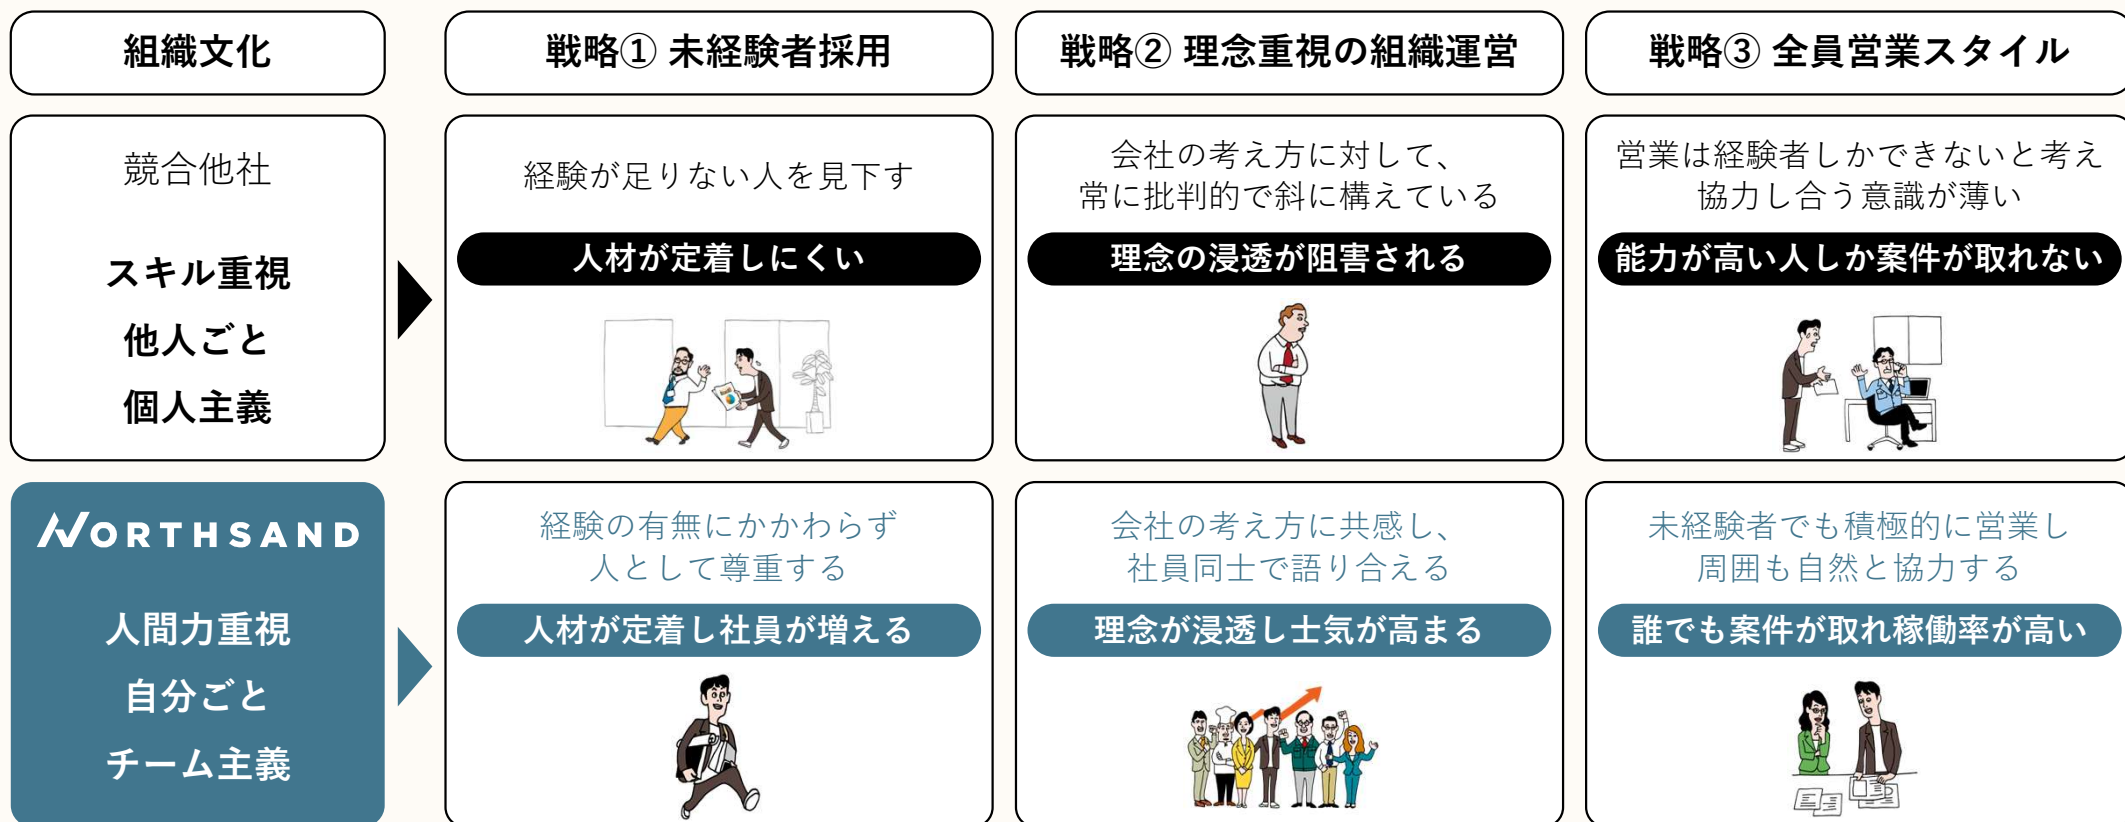 組織文化
戦略① 未経験者採用
戦略② 理念重視の組織運営
戦略③ 全員営業スタイル
競合他社
スキル重視
他人ごと
個人主義
経験が足りない人を見下す
人材が定着しにくい
会社の考え方に対して、
常に批判的で斜に構えている
理念の浸透が阻害される
営業は経験者しかできないと考え
協力し合う意識が薄い
能力が高い人しか案件が取れない
NORTHSAND
人間力重視
自分ごと
チーム主義
経験の有無にかかわらず
人として尊重する
人材が定着し社員が増える
会社の考え方に共感し、
社員同士で語り合える
理念が浸透し士気が高まる
未経験者でも積極的に営業し
周囲も自然と協力する
誰でも案件が取れ稼働率が高い